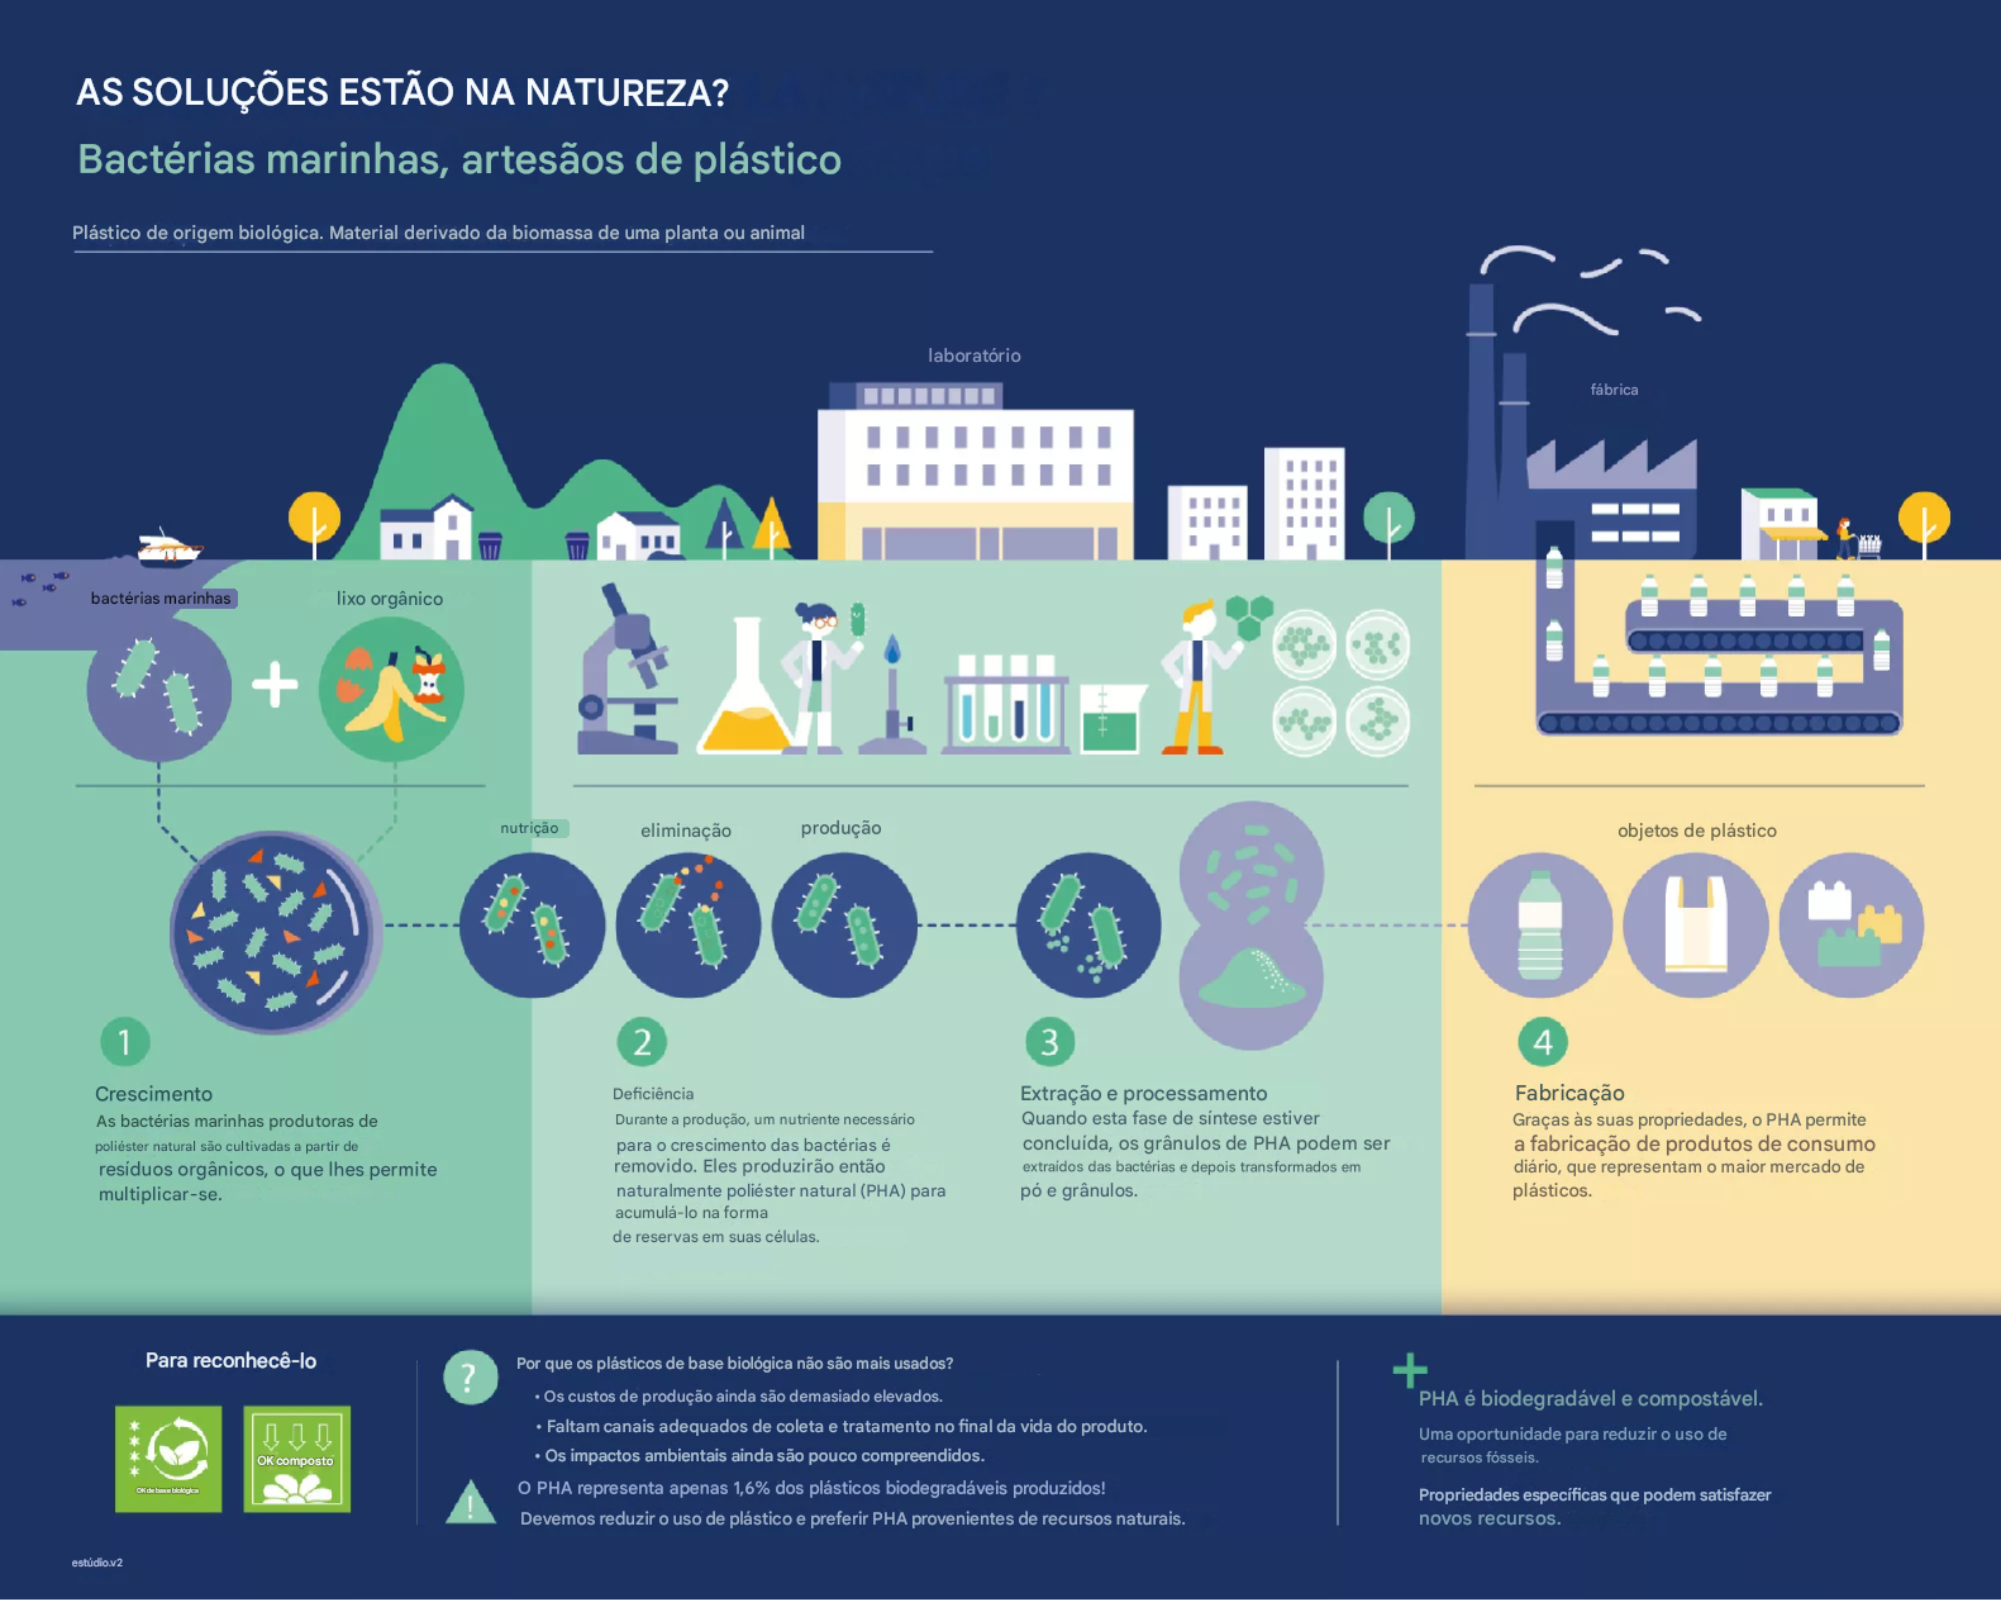 AS SOLUÇÕES ESTÃO NA NATUREZA?
Bactérias marinhas, artesãos de plástico
Plástico de origem biológica. Material derivado da biomassa de uma planta ou animal
laboratório
fábrica
bactérias marinhas
lixo orgânico
nutrição
eliminação
produção
objetos de plástico
1
Crescimento
As bactérias marinhas produtoras de
poliéster natural são cultivadas a partir de
resíduos orgânicos, o que lhes permite
multiplicar-se.
2
Deficiência
Durante a produção, um nutriente necessário
para o crescimento das bactérias é
removido. Eles produzirão então
naturalmente poliéster natural (PHA) para
acumulá-lo na forma
de reservas em suas células.
3
Extração e processamento
Quando esta fase de síntese estiver
concluída, os grânulos de PHA podem ser
extraídos das bactérias e depois transformados em
pó e grânulos.
4
Fabricação
Graças às suas propriedades, o PHA permite
a fabricação de produtos de consumo
diário, que representam o maior mercado de
plásticos.
Para reconhecê-lo
OK de base biológica
OK composto
?
Por que os plásticos de base biológica não são mais usados?
• Os custos de produção ainda são demasiado elevados.
• Faltam canais adequados de coleta e tratamento no final da vida do produto.
• Os impactos ambientais ainda são pouco compreendidos.
!
O PHA representa apenas 1,6% dos plásticos biodegradáveis produzidos!
Devemos reduzir o uso de plástico e preferir PHA provenientes de recursos naturais.
+
PHA é biodegradável e compostável.
Uma oportunidade para reduzir o uso de
recursos fósseis.
Propriedades específicas que podem satisfazer
novos recursos.
estúdio.v2